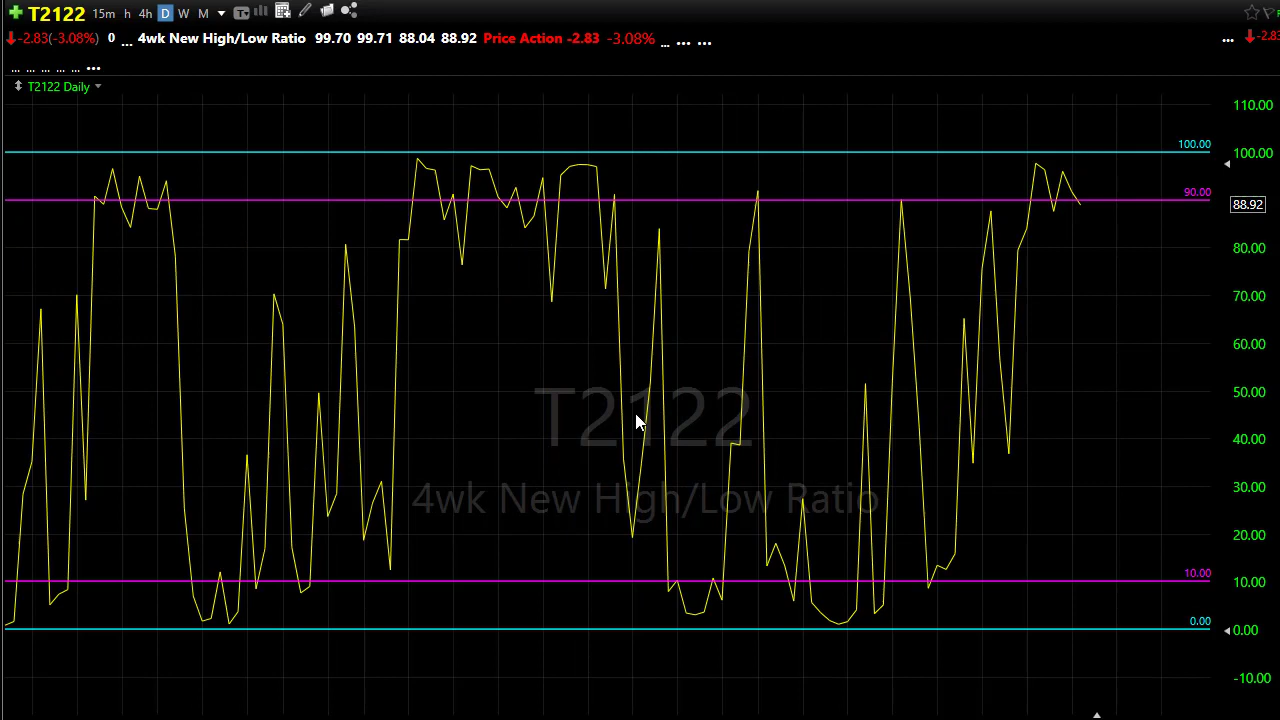 T2122 15m h 4h D W M
-2.83(-3.08%) 0 ... 4wk New High/Low Ratio 99.70 99.71 88.04 88.92 Price Action -2.83 -3.08% ... ... ... ... -2.83
... ... ... ... ... ...
T2122 Daily
110.00
100.00 100.00
90.00
88.92
80.00
70.00
60.00
50.00
T2122
40.00
4wk New High/Low Ratio
30.00
20.00
10.00 10.00
0.00 0.00
-10.00